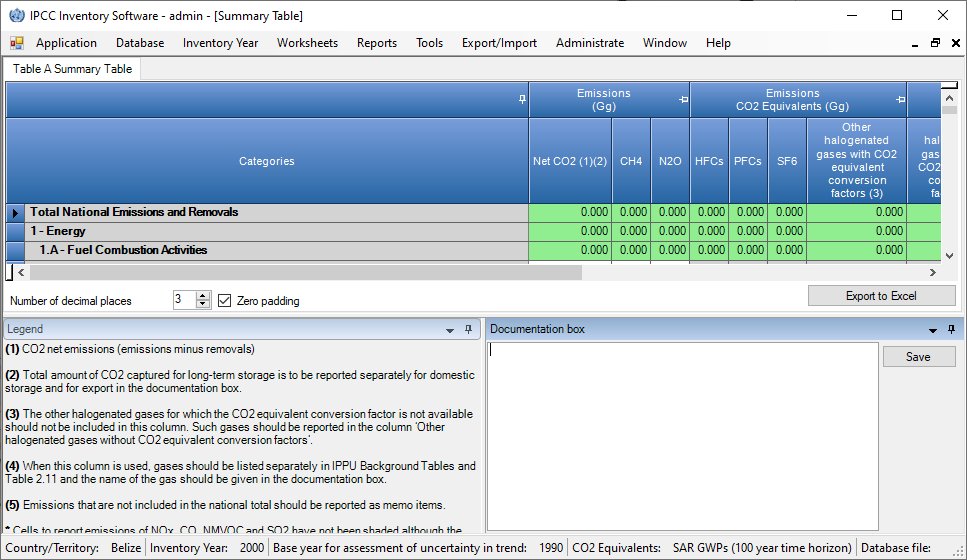 IPCC Inventory Software - admin - [Summary Table]
Application Database Inventory Year Worksheets Reports Tools Export/Import Administrate Window Help
Table A Summary Table
Emissions
(Gg)
Emissions
CO2 Equivalents (Gg)
Categories
Net CO2 (1)(2)
CH4
N2O
HFCs
PFCs
SF6
Other
halogenated
gases with CO2
equivalent
conversion
factors (3)
Total National Emissions and Removals 0.000 0.000 0.000 0.000 0.000 0.000 0.000
1 - Energy 0.000 0.000 0.000 0.000 0.000 0.000 0.000
1.A - Fuel Combustion Activities 0.000 0.000 0.000 0.000 0.000 0.000 0.000
Number of decimal places 3 Zero padding
Export to Excel
Legend
(1) CO2 net emissions (emissions minus removals)
(2) Total amount of CO2 captured for long-term storage is to be reported separately for domestic
storage and for export in the documentation box.
(3) The other halogenated gases for which the CO2 equivalent conversion factor is not available
should not be included in this column. Such gases should be reported in the column 'Other
halogenated gases without CO2 equivalent conversion factors'.
(4) When this column is used, gases should be listed separately in IPPU Background Tables and
Table 2.11 and the name of the gas should be given in the documentation box.
(5) Emissions that are not included in the national total should be reported as memo items.
* Cells to report emissions of NOx, CO, NMVOC and SO2 have not been shaded although the
Documentation box
Save
Country/Territory: Belize Inventory Year: 2000 Base year for assessment of uncertainty in trend: 1990 CO2 Equivalents: SAR GWPs (100 year time horizon) Database file: